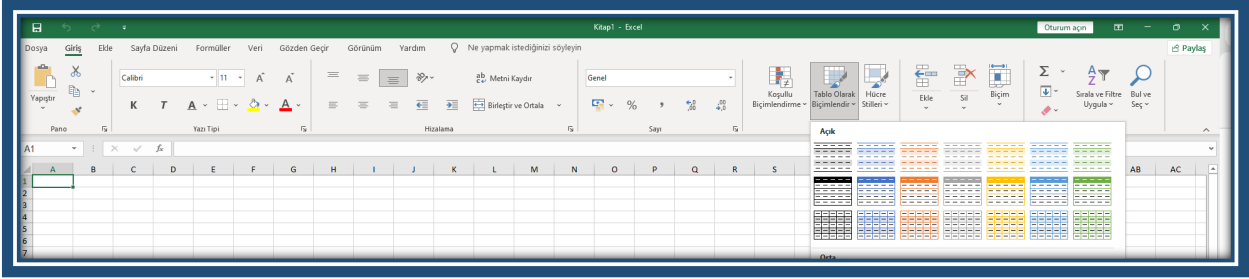 Kitap1 - Excel
Oturum açın
Dosya Giriş Ekle Sayfa Düzeni Formüller Veri Gözden Geçir Görünüm Yardım Ne yapmak istediğinizi söyleyin
Paylaş
Yapıştır
Pano
Calibri 11 A A
K T A A
Yazı Tipi
ab Metni Kaydır
Birleştir ve Ortala
Hizalama
Genel
% ,
Sayı
Koşullu
Biçimlendirme
Tablo Olarak
Biçimlendir
Hücre
Stilleri
Ekle
Sil
Biçim
Sırala ve Filtre
Uygula
Bul ve
Seç
A1 fx
Açık
A B C D E F G H I J K L M N O P Q R S AB AC
1
2
3
4
5
6
7
Orta